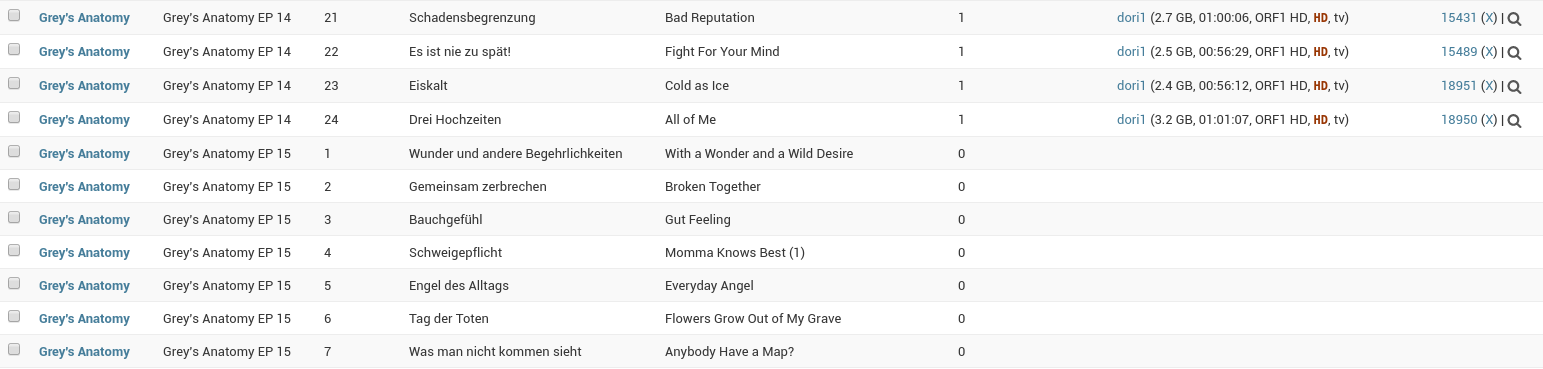 Grey's Anatomy Grey's Anatomy EP 14 21 Schadensbegrenzung Bad Reputation 1 dori1 (2.7 GB, 01:00:06, ORF1 HD, HD, tv) 15431 (X) |
Grey's Anatomy Grey's Anatomy EP 14 22 Es ist nie zu spät! Fight For Your Mind 1 dori1 (2.5 GB, 00:56:29, ORF1 HD, HD, tv) 15489 (X) |
Grey's Anatomy Grey's Anatomy EP 14 23 Eiskalt Cold as Ice 1 dori1 (2.4 GB, 00:56:12, ORF1 HD, HD, tv) 18951 (X) |
Grey's Anatomy Grey's Anatomy EP 14 24 Drei Hochzeiten All of Me 1 dori1 (3.2 GB, 01:01:07, ORF1 HD, HD, tv) 18950 (X) |
Grey's Anatomy Grey's Anatomy EP 15 1 Wunder und andere Begehrlichkeiten With a Wonder and a Wild Desire 0
Grey's Anatomy Grey's Anatomy EP 15 2 Gemeinsam zerbrechen Broken Together 0
Grey's Anatomy Grey's Anatomy EP 15 3 Bauchgefühl Gut Feeling 0
Grey's Anatomy Grey's Anatomy EP 15 4 Schweigepflicht Momma Knows Best (1) 0
Grey's Anatomy Grey's Anatomy EP 15 5 Engel des Alltags Everyday Angel 0
Grey's Anatomy Grey's Anatomy EP 15 6 Tag der Toten Flowers Grow Out of My Grave 0
Grey's Anatomy Grey's Anatomy EP 15 7 Was man nicht kommen sieht Anybody Have a Map? 0